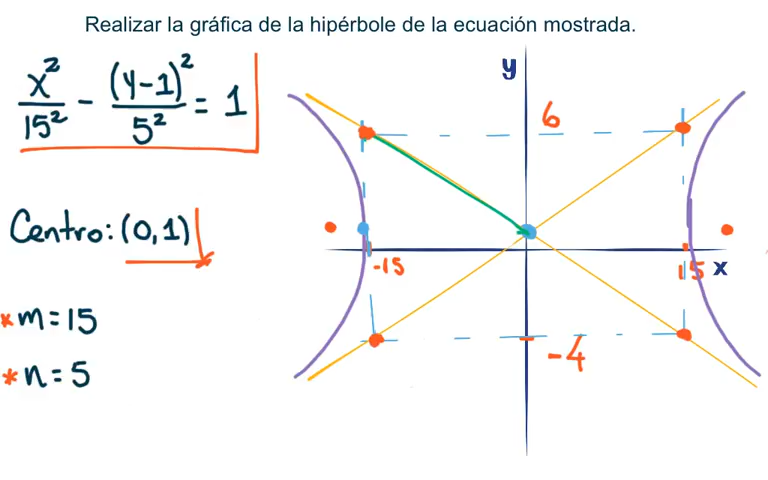 Realizar la gráfica de la hipérbole de la ecuación mostrada.
x²/15² - (y-1)²/5² = 1
Centro: (0,1)
*m=15
*n=5
y
6
-15
15 x
-4